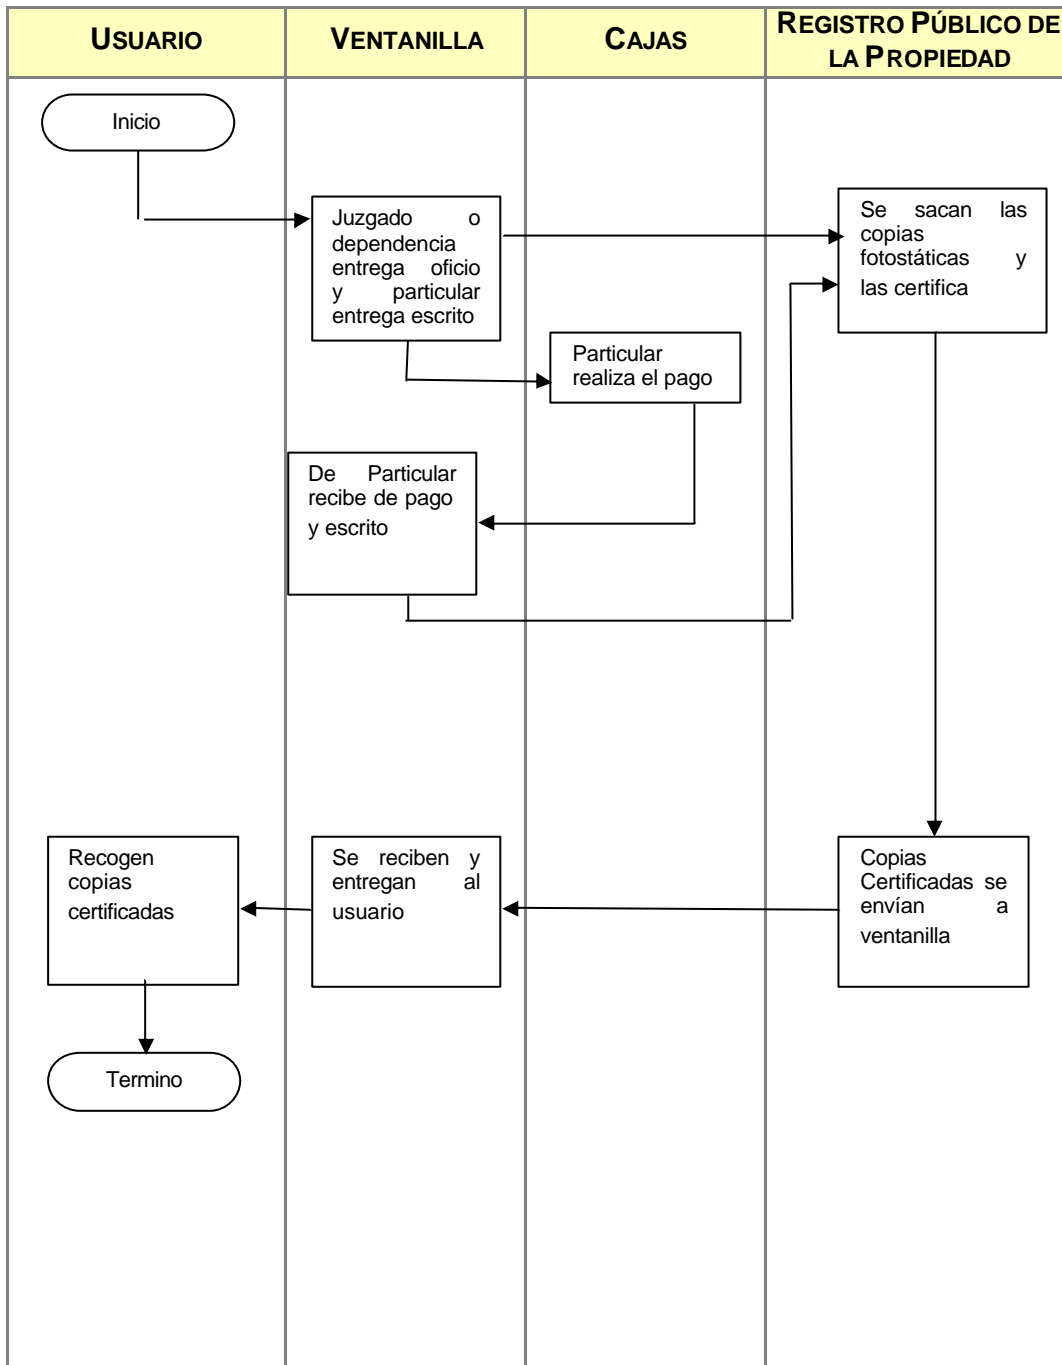 USUARIO
VENTANILLA
CAJAS
REGISTRO PÚBLICO DE
LA PROPIEDAD
Inicio
Juzgado o
dependencia
entrega oficio
y particular
entrega escrito
Se sacan las
copias
fotostáticas y
las certifica
Particular
realiza el pago
De Particular
recibe de pago
y escrito
Recogen
copias
certificadas
Se reciben y
entregan al
usuario
Copias
Certificadas se
envían a
ventanilla
Termino